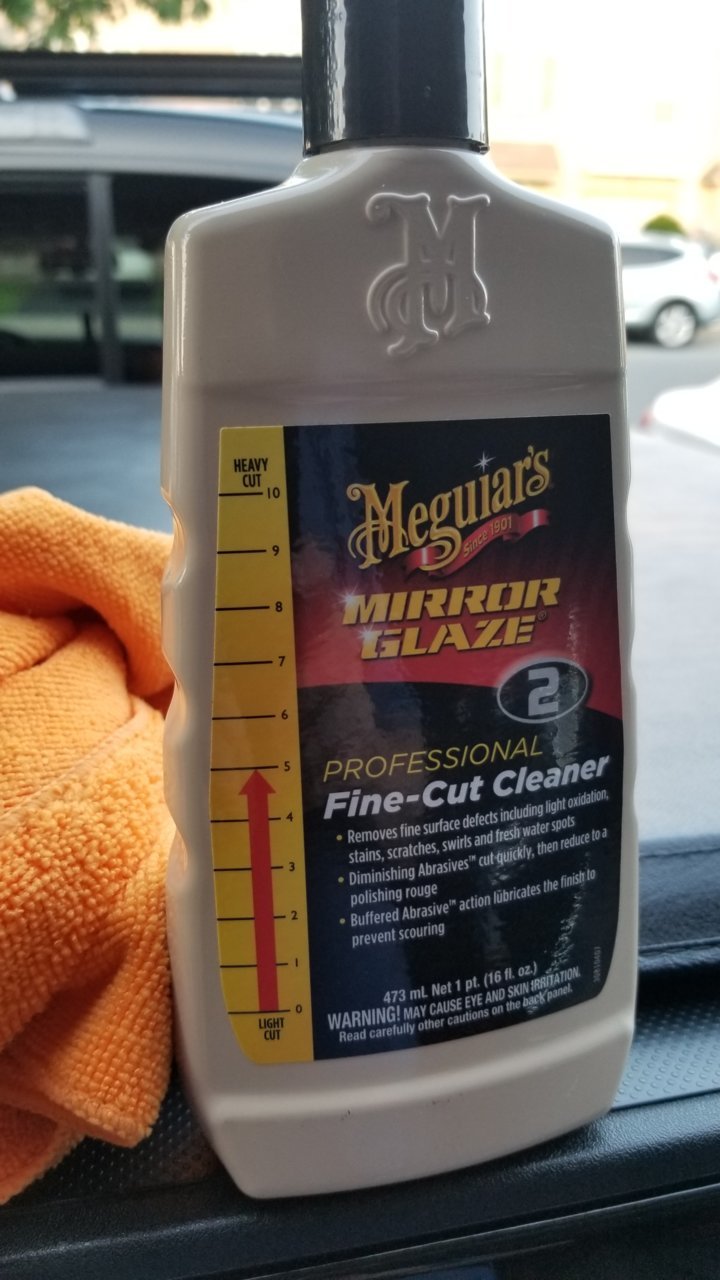 M
HEAVY
CUT
10
9
8
7
6
5
4
3
2
1
0
LIGHT
CUT
Meguiar's
Since 1901
MIRROR
GLAZE®
2
PROFESSIONAL
Fine-Cut Cleaner
• Removes fine surface defects including light oxidation,
stains, scratches, swirls and fresh water spots
• Diminishing Abrasives™ cut quickly, then reduce to a
polishing rouge
• Buffered Abrasive™ action lubricates the finish to
prevent scouring
473 mL Net 1 pt. (16 fl. oz.)
WARNING! MAY CAUSE EYE AND SKIN IRRITATION.
Read carefully other cautions on the back panel.